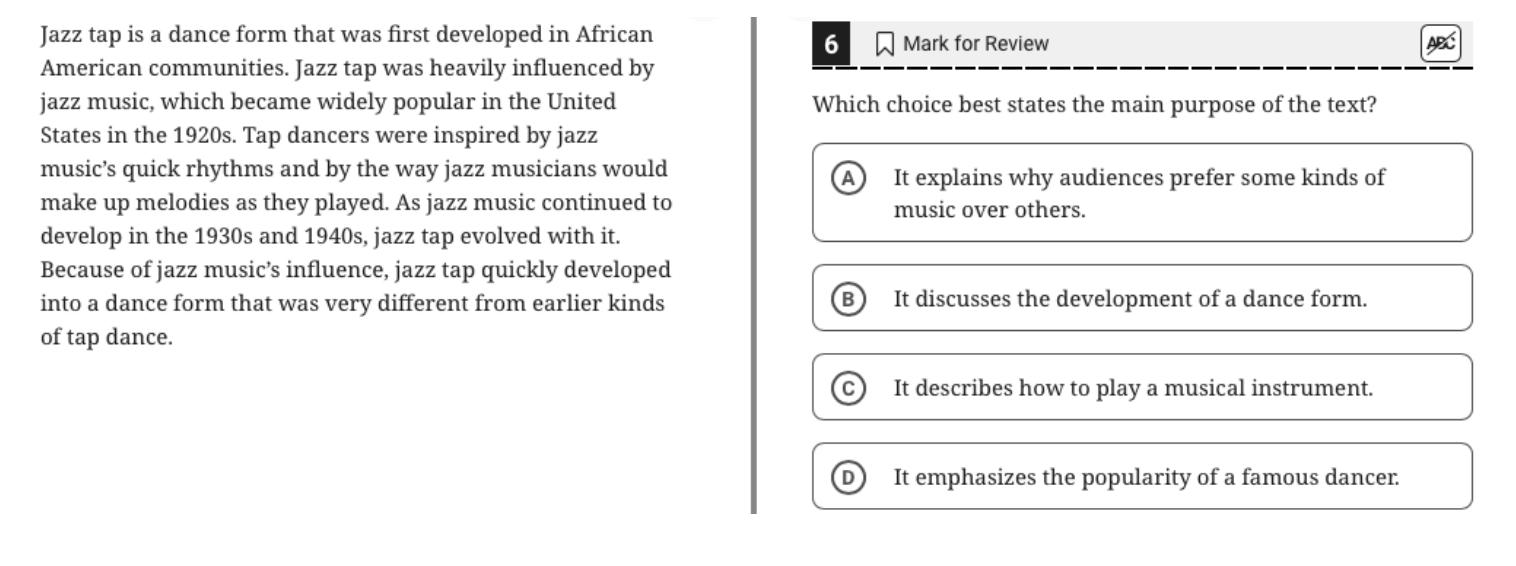 Jazz tap is a dance form that was first developed in African
American communities. Jazz tap was heavily influenced by
jazz music, which became widely popular in the United
States in the 1920s. Tap dancers were inspired by jazz
music’s quick rhythms and by the way jazz musicians would
make up melodies as they played. As jazz music continued to
develop in the 1930s and 1940s, jazz tap evolved with it.
Because of jazz music’s influence, jazz tap quickly developed
into a dance form that was very different from earlier kinds
of tap dance.
6 Mark for Review ABC
Which choice best states the main purpose of the text?
A It explains why audiences prefer some kinds of
music over others.
B It discusses the development of a dance form.
C It describes how to play a musical instrument.
D It emphasizes the popularity of a famous dancer.